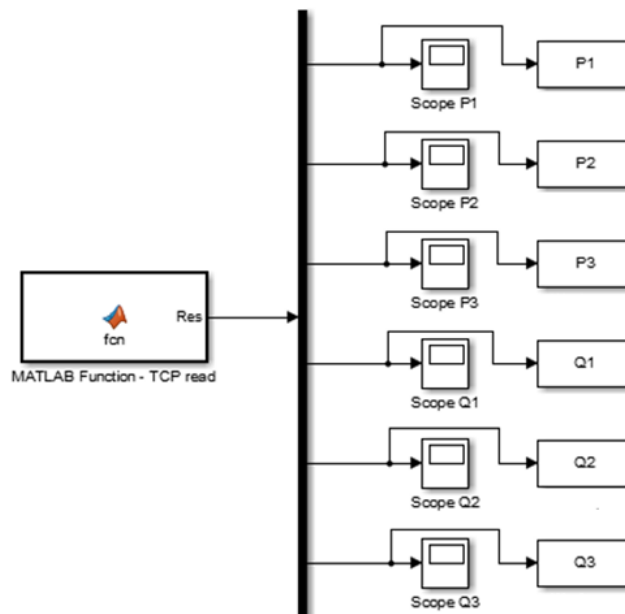 P1
Scope P1
P2
Scope P2
P3
Scope P3
Res
fcn
MATLAB Function - TCP read
Q1
Scope Q1
Q2
Scope Q2
Q3
Scope Q3